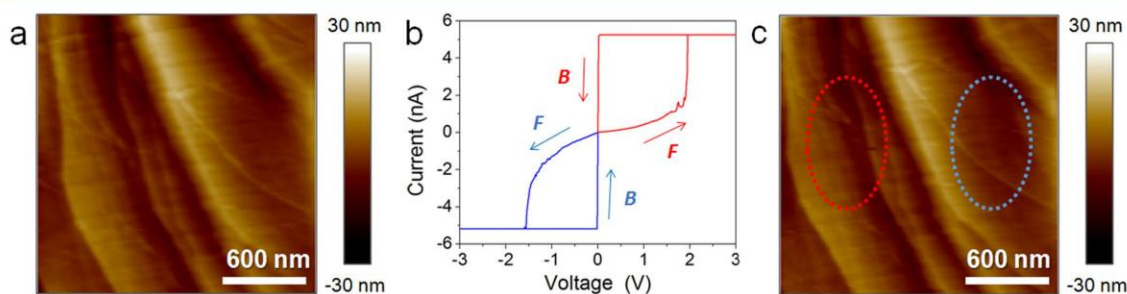 a
30 nm
600 nm
-30 nm
b
6
4
2
0
-2
-4
-6
Current (nA)
B
F
F
B
-3 -2 -1 0 1 2 3
Voltage (V)
c
30 nm
600 nm
-30 nm